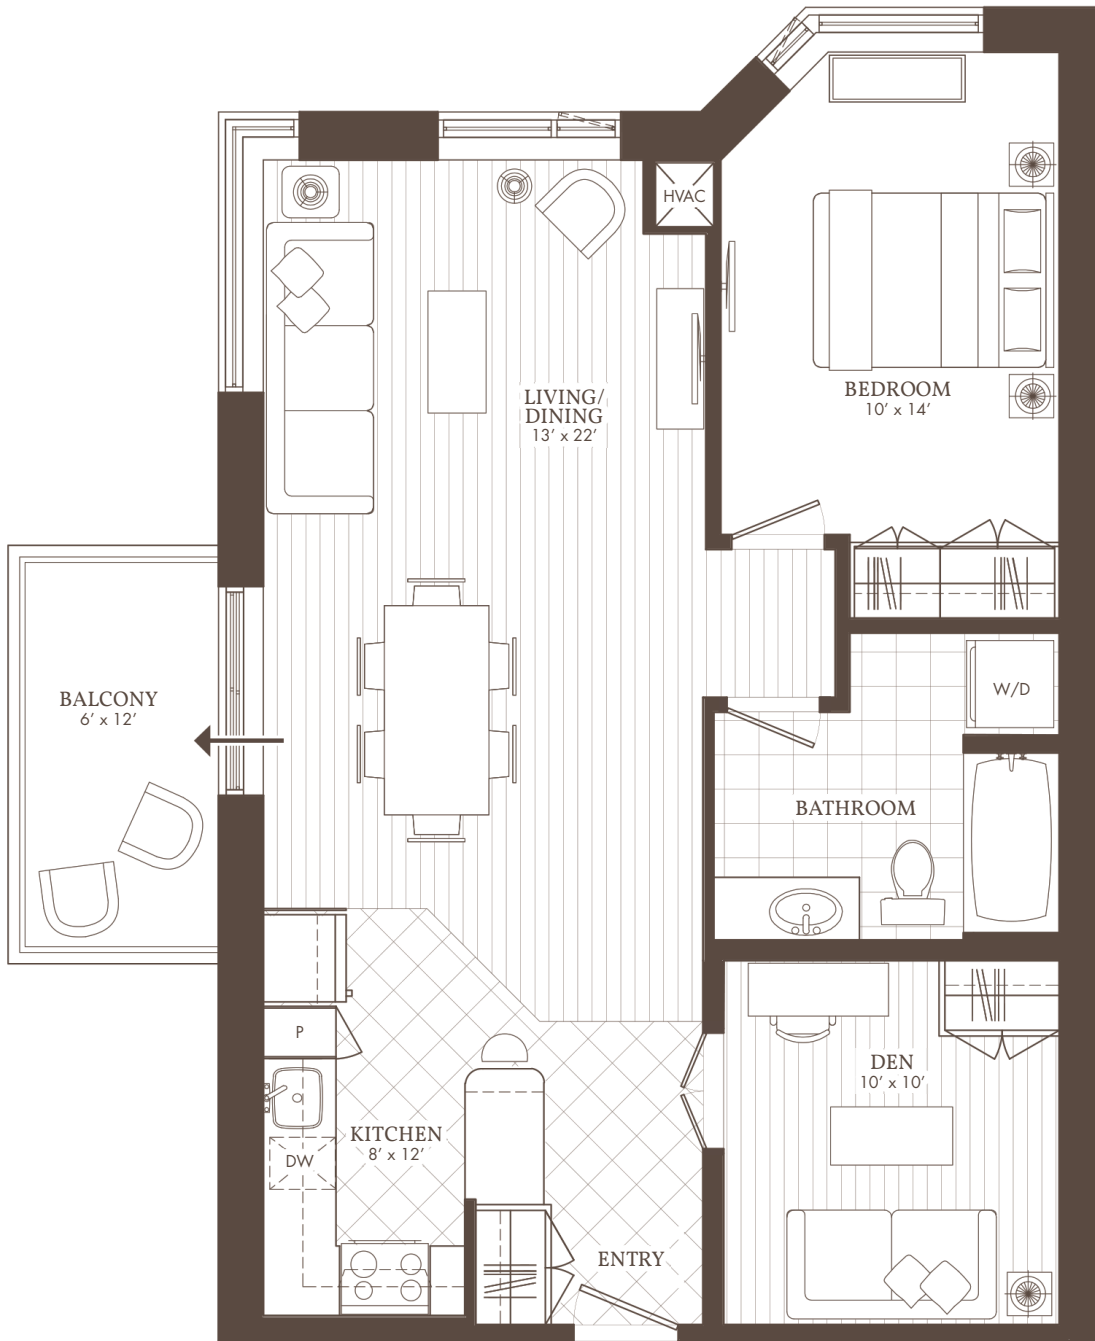 HVAC
BEDROOM
10’ x 14’
LIVING/
DINING
13’ x 22’
BALCONY
6’ x 12’
W/D
BATHROOM
P
DEN
10’ x 10’
KITCHEN
8’ x 12’
DW
ENTRY